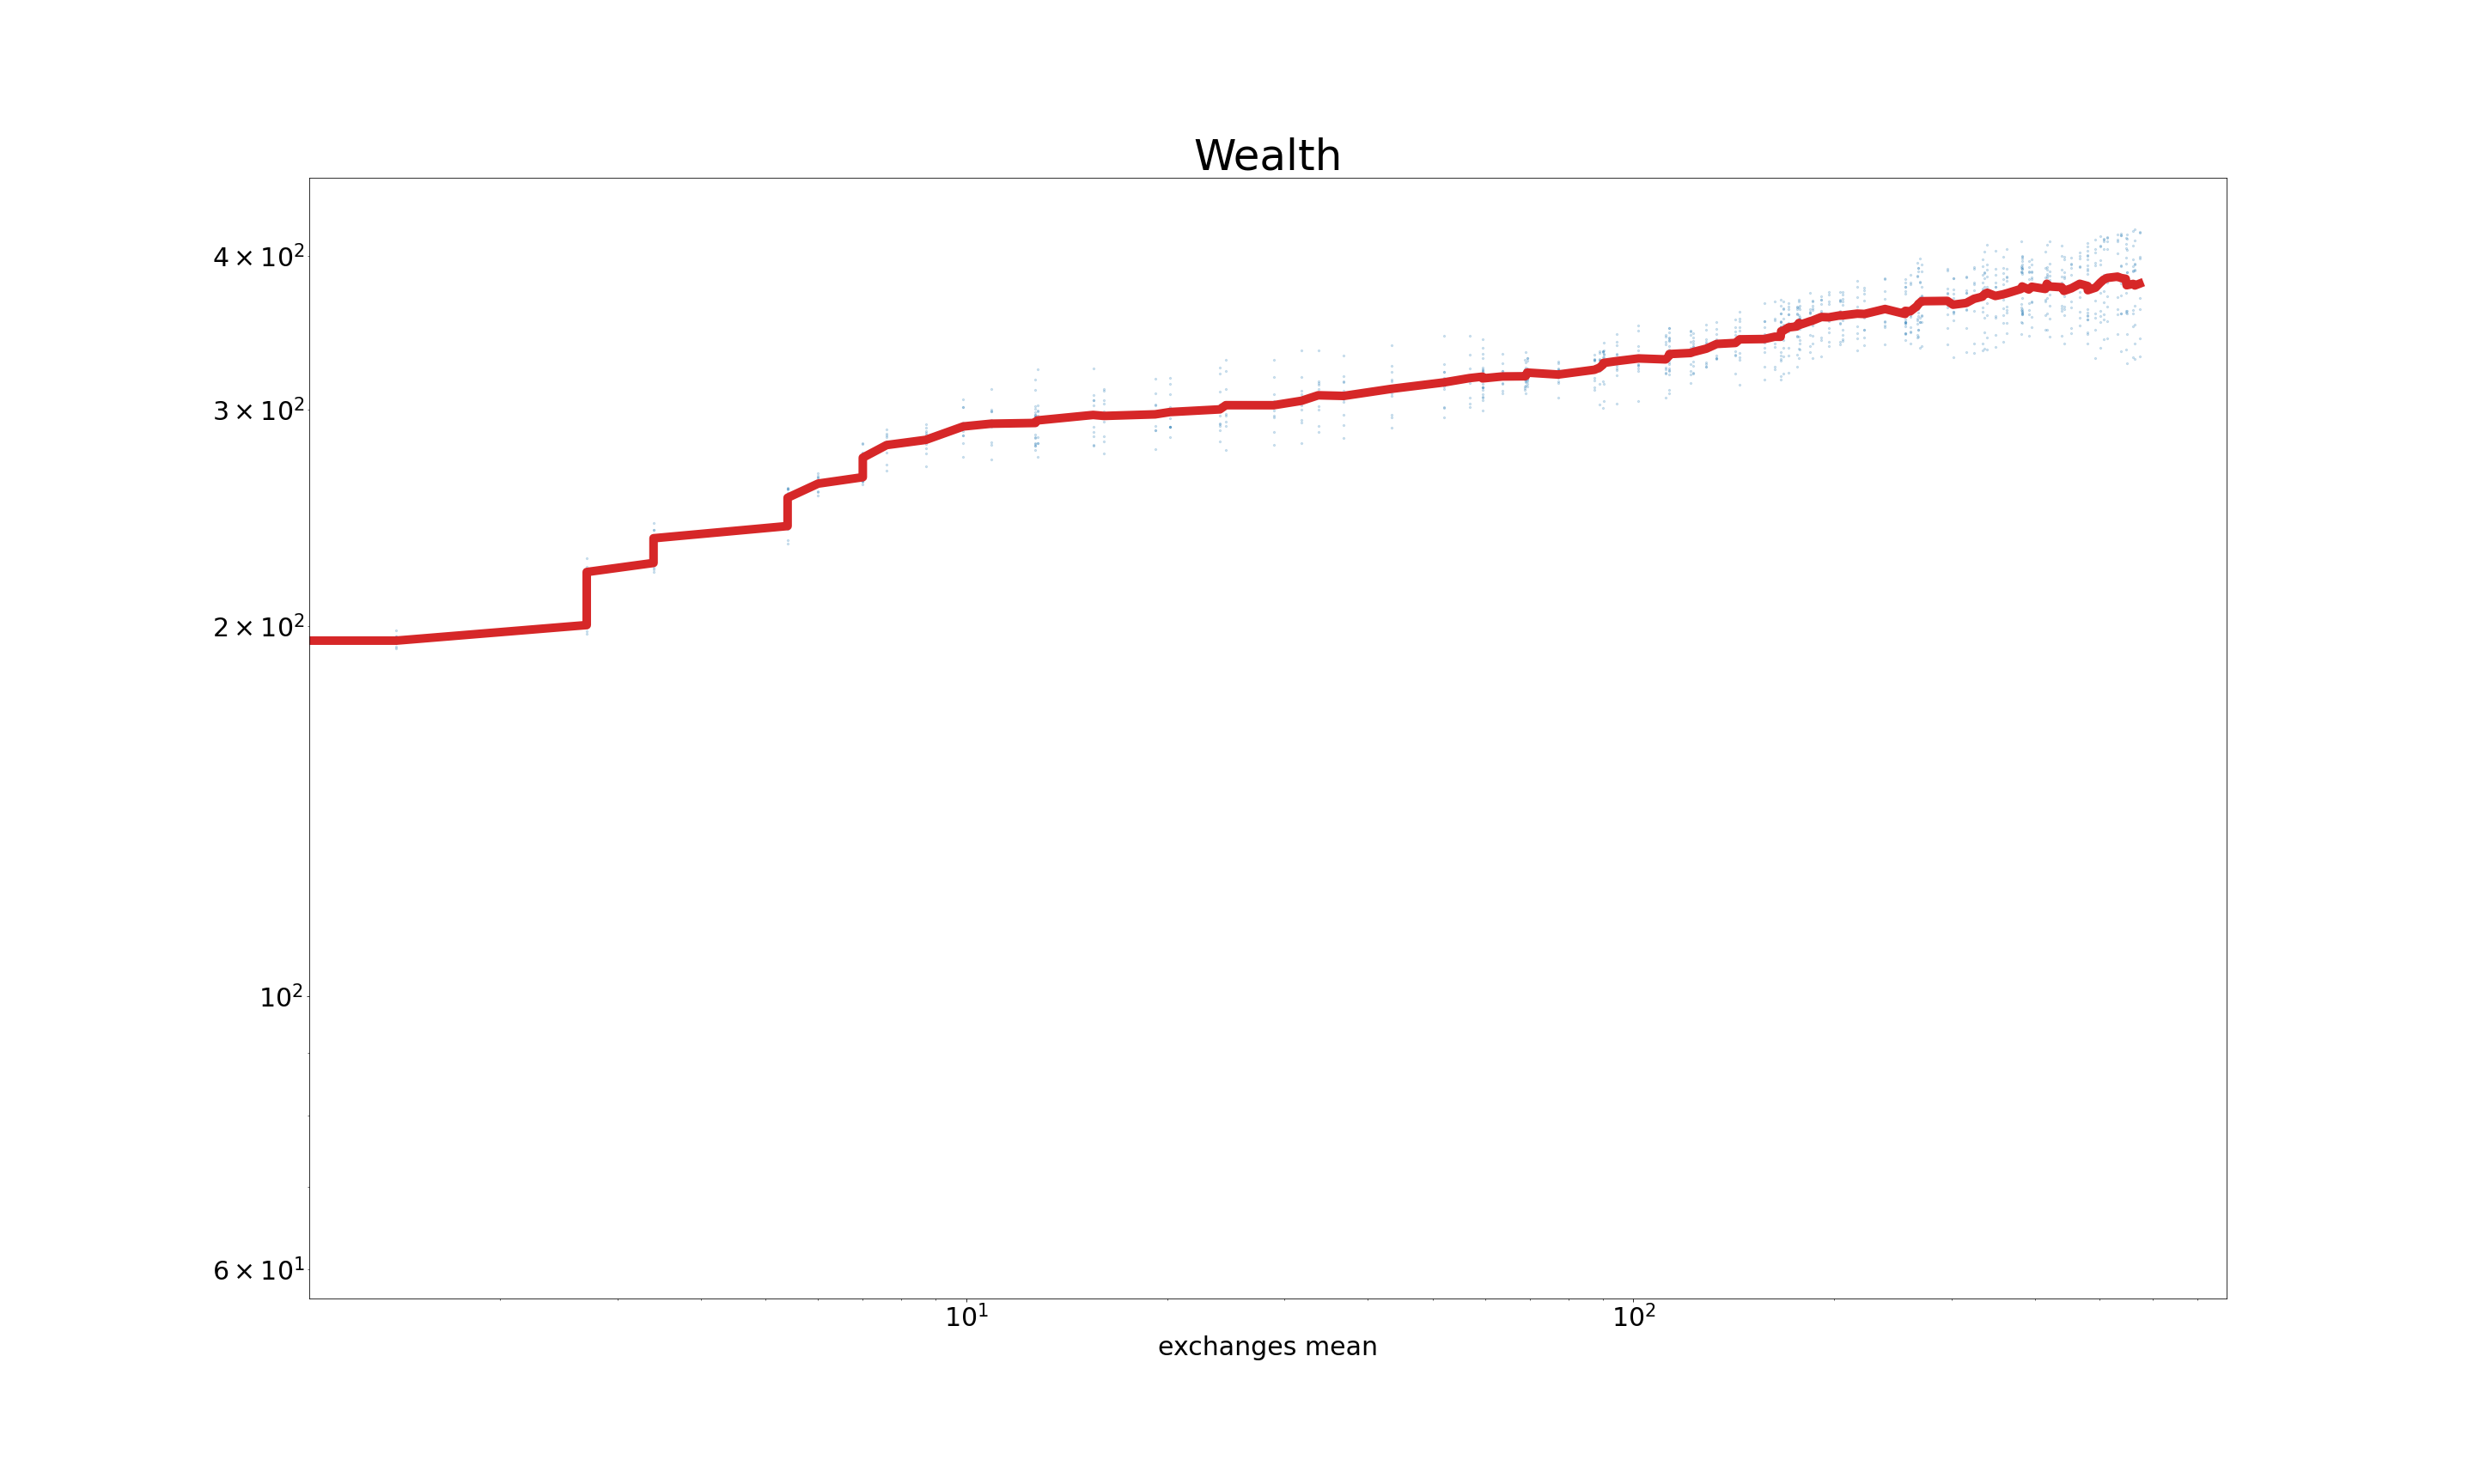 Wealth
4 × 10²
3 × 10²
2 × 10²
10²
6 × 10¹
10¹ 10²
exchanges mean